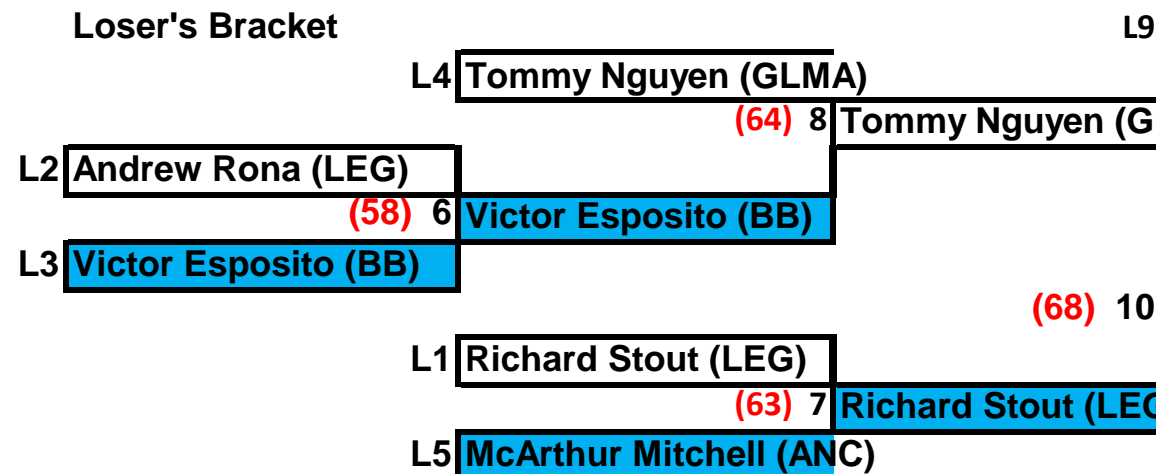 Loser's Bracket L9
L4 Tommy Nguyen (GLMA)
(64) 8 Tommy Nguyen (G
L2 Andrew Rona (LEG)
(58) 6 Victor Esposito (BB)
L3 Victor Esposito (BB)
(68) 10
L1 Richard Stout (LEG)
(63) 7 Richard Stout (LEG
L5 McArthur Mitchell (ANC)